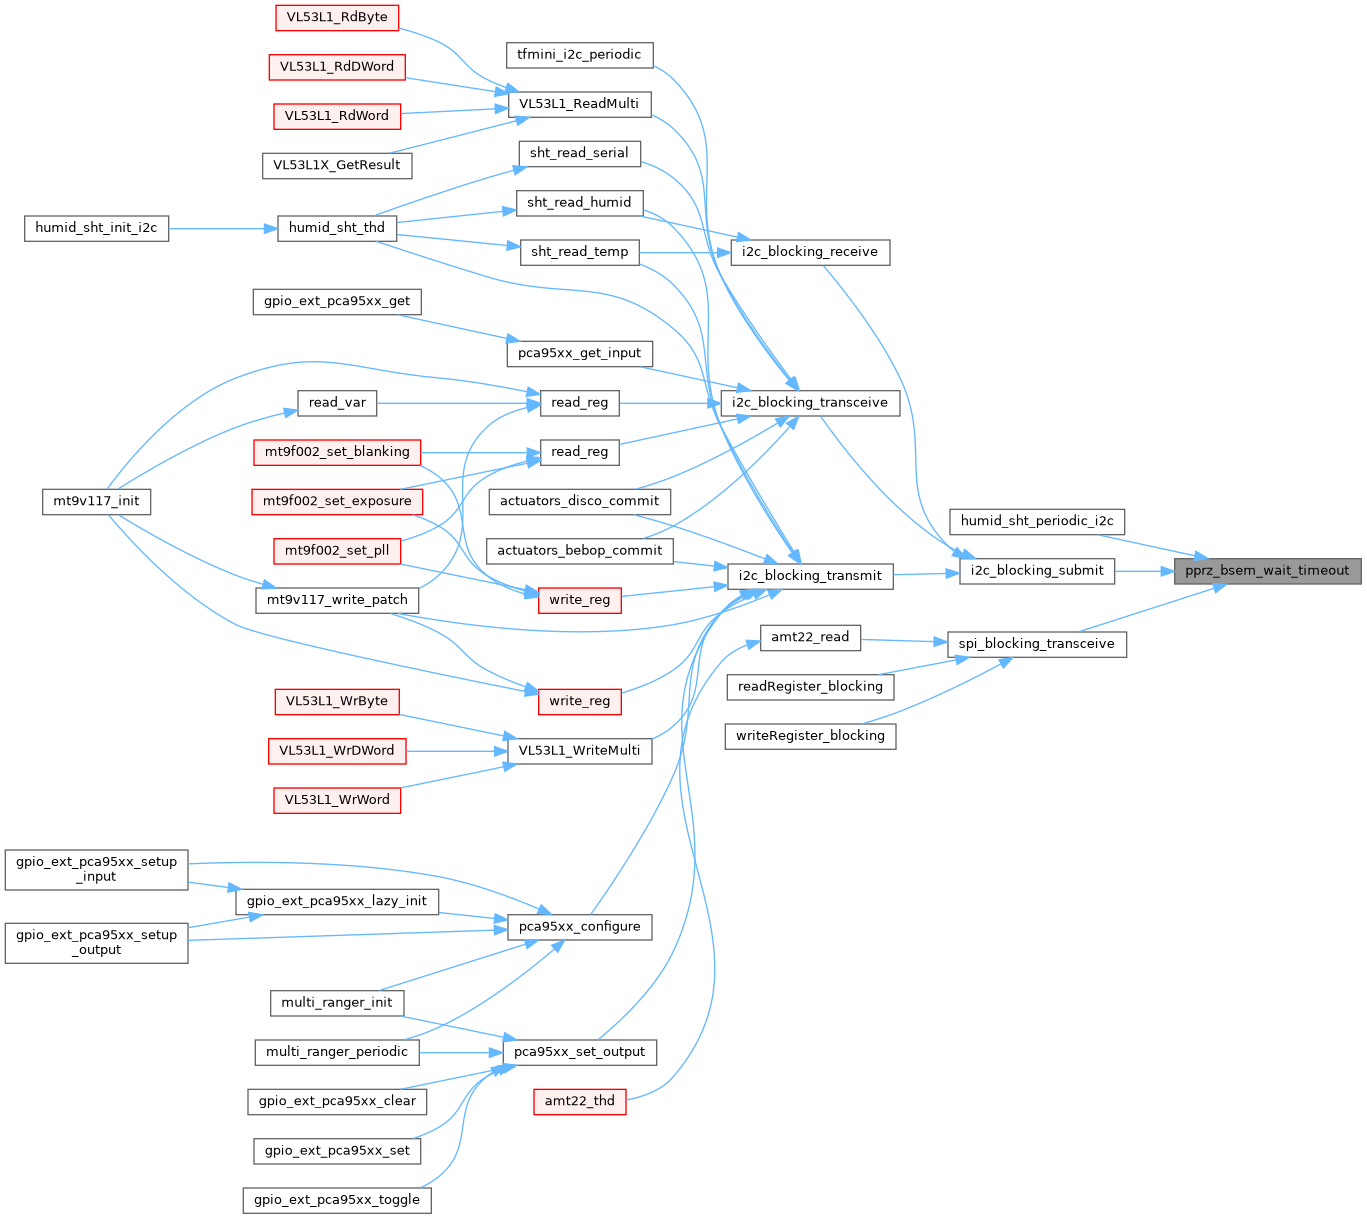 VL53L1_RdByte
tfmini_i2c_periodic
VL53L1_RdDWord
VL53L1_ReadMulti
VL53L1_RdWord
sht_read_serial
VL53L1X_GetResult
sht_read_humid
humid_sht_init_i2c
humid_sht_thd
sht_read_temp
i2c_blocking_receive
gpio_ext_pca95xx_get
pca95xx_get_input
read_var
read_reg
i2c_blocking_transceive
mt9f002_set_blanking
read_reg
mt9v117_init
mt9f002_set_exposure
actuators_disco_commit
humid_sht_periodic_i2c
mt9f002_set_pll
actuators_bebop_commit
i2c_blocking_transmit
i2c_blocking_submit
pprz_bsem_wait_timeout
mt9v117_write_patch
write_reg
amt22_read
spi_blocking_transceive
readRegister_blocking
VL53L1_WrByte
write_reg
writeRegister_blocking
VL53L1_WrDWord
VL53L1_WriteMulti
VL53L1_WrWord
gpio_ext_pca95xx_setup
_input
gpio_ext_pca95xx_lazy_init
pca95xx_configure
gpio_ext_pca95xx_setup
_output
multi_ranger_init
multi_ranger_periodic
pca95xx_set_output
gpio_ext_pca95xx_clear
amt22_thd
gpio_ext_pca95xx_set
gpio_ext_pca95xx_toggle